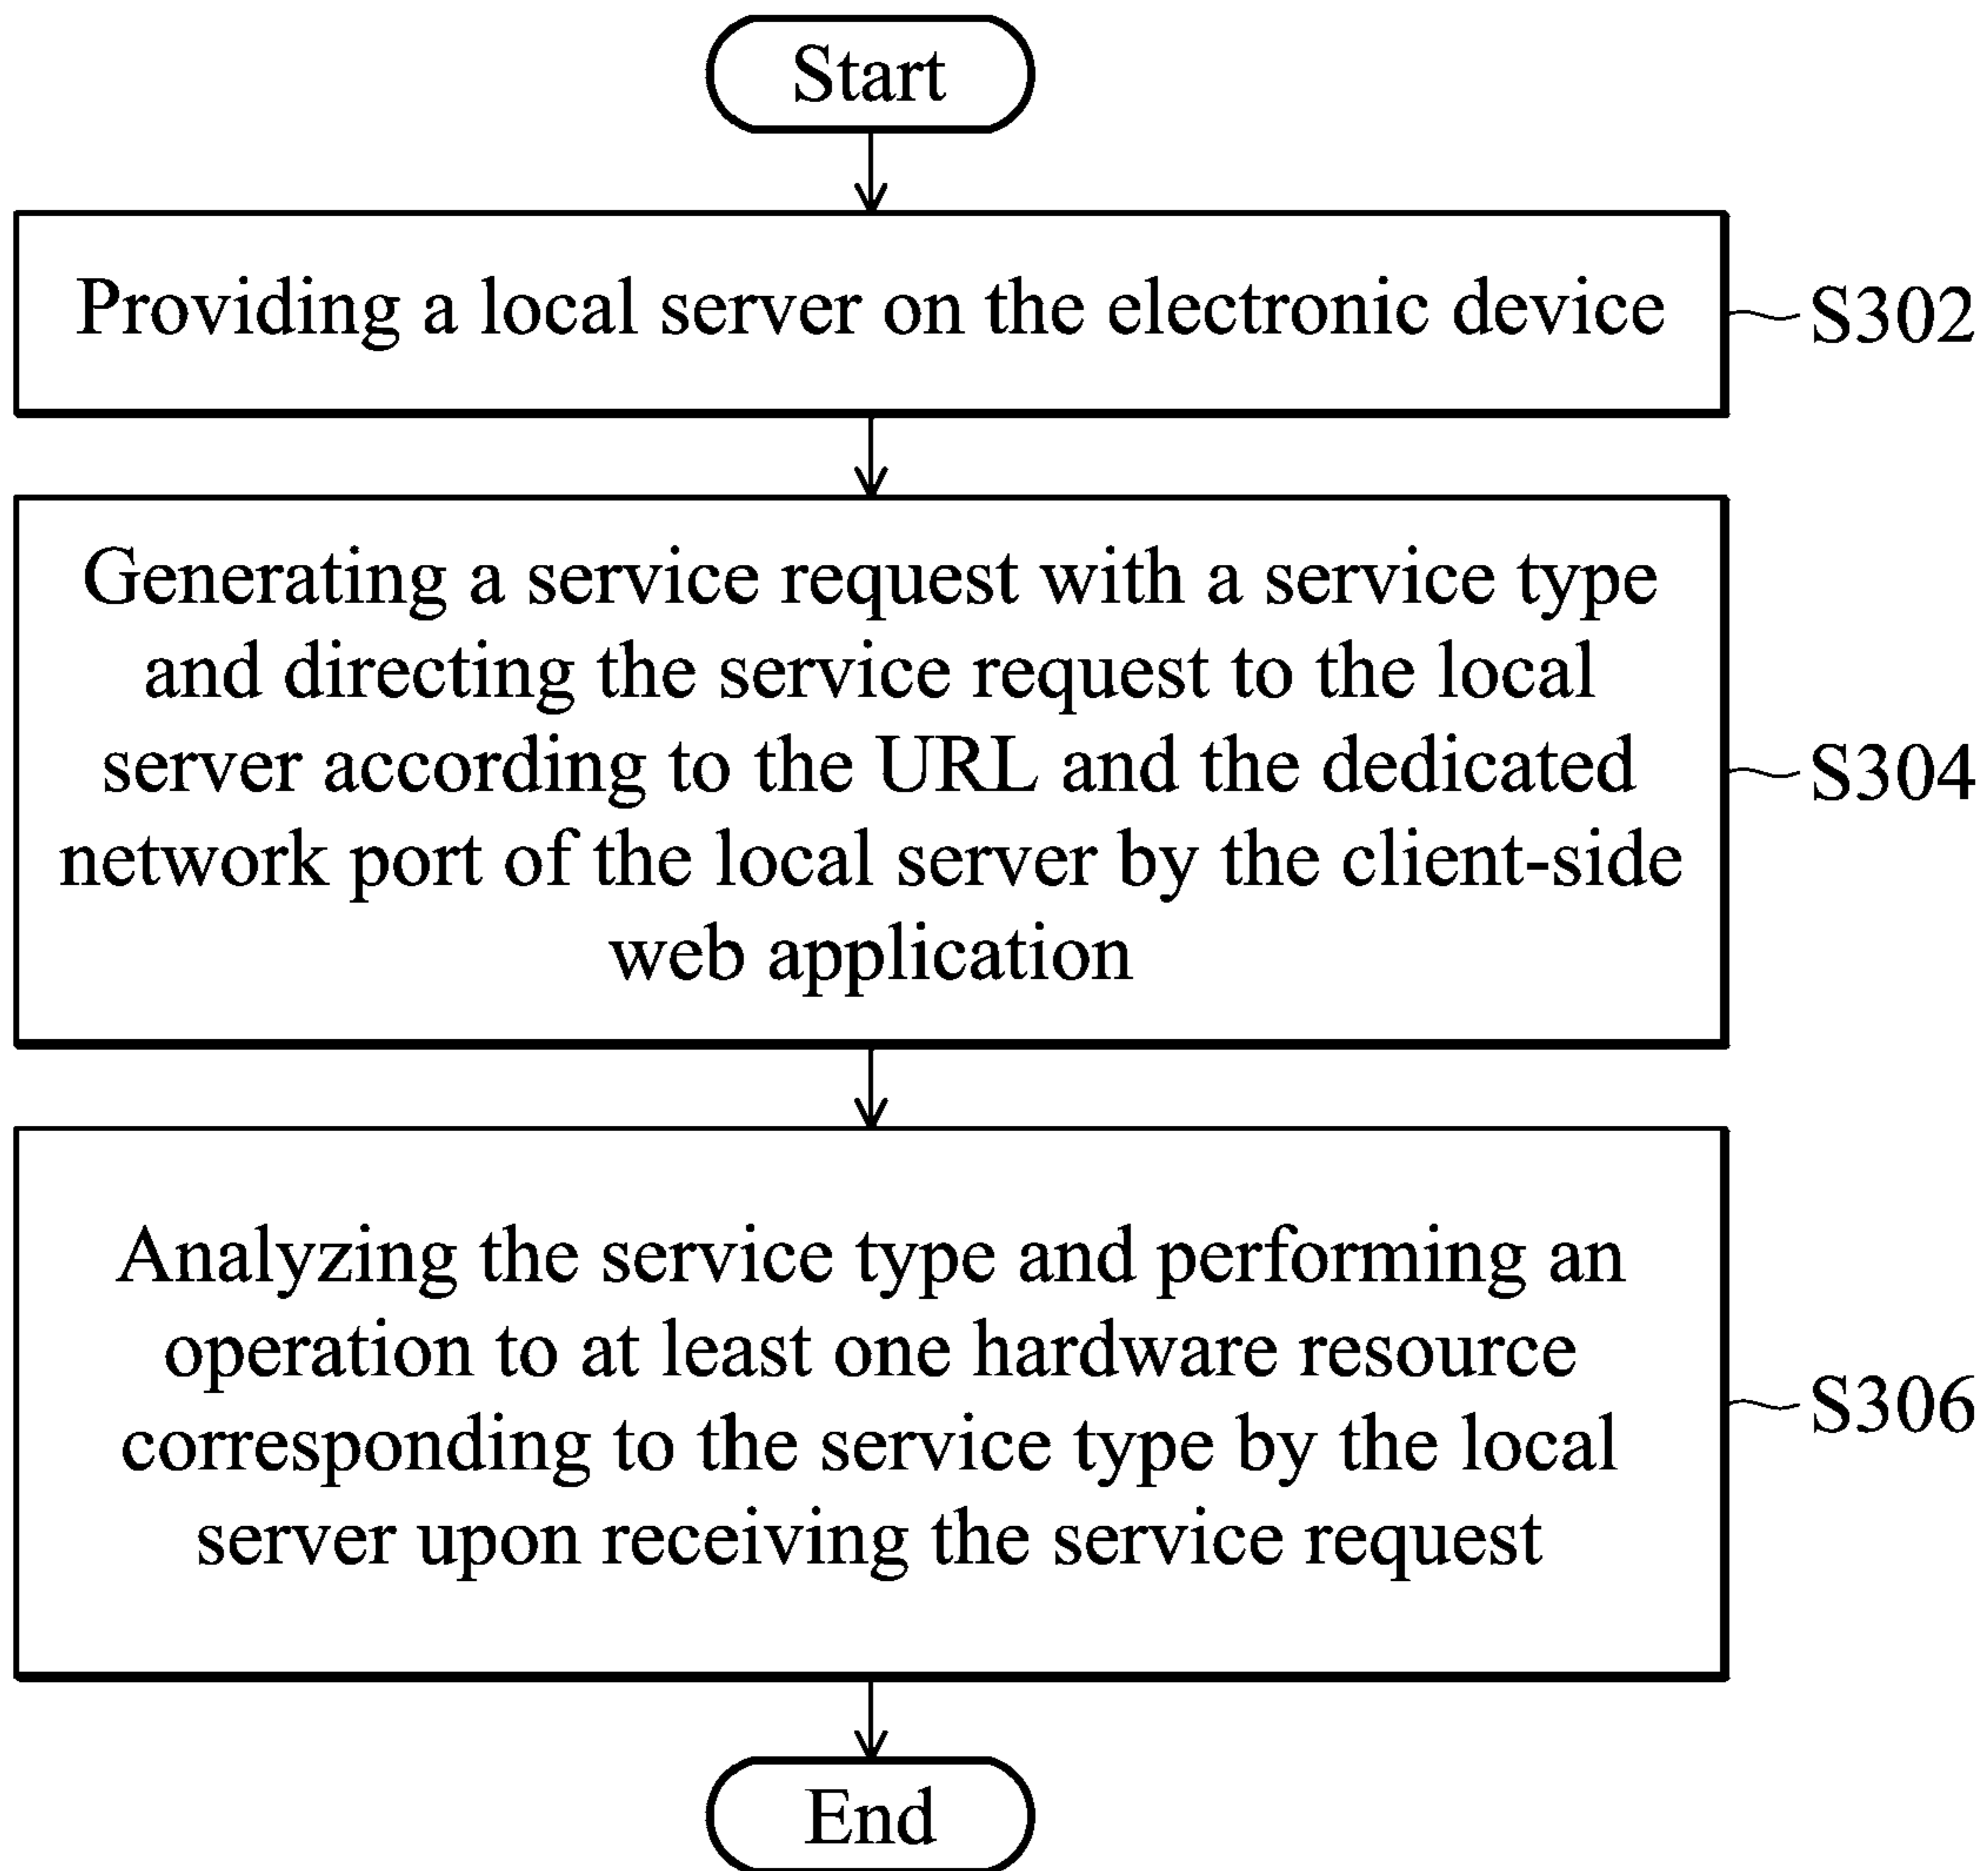 Start
Providing a local server on the electronic device
S302
Generating a service request with a service type
and directing the service request to the local
server according to the URL and the dedicated
network port of the local server by the client-side
web application
S304
Analyzing the service type and performing an
operation to at least one hardware resource
corresponding to the service type by the local
server upon receiving the service request
S306
End